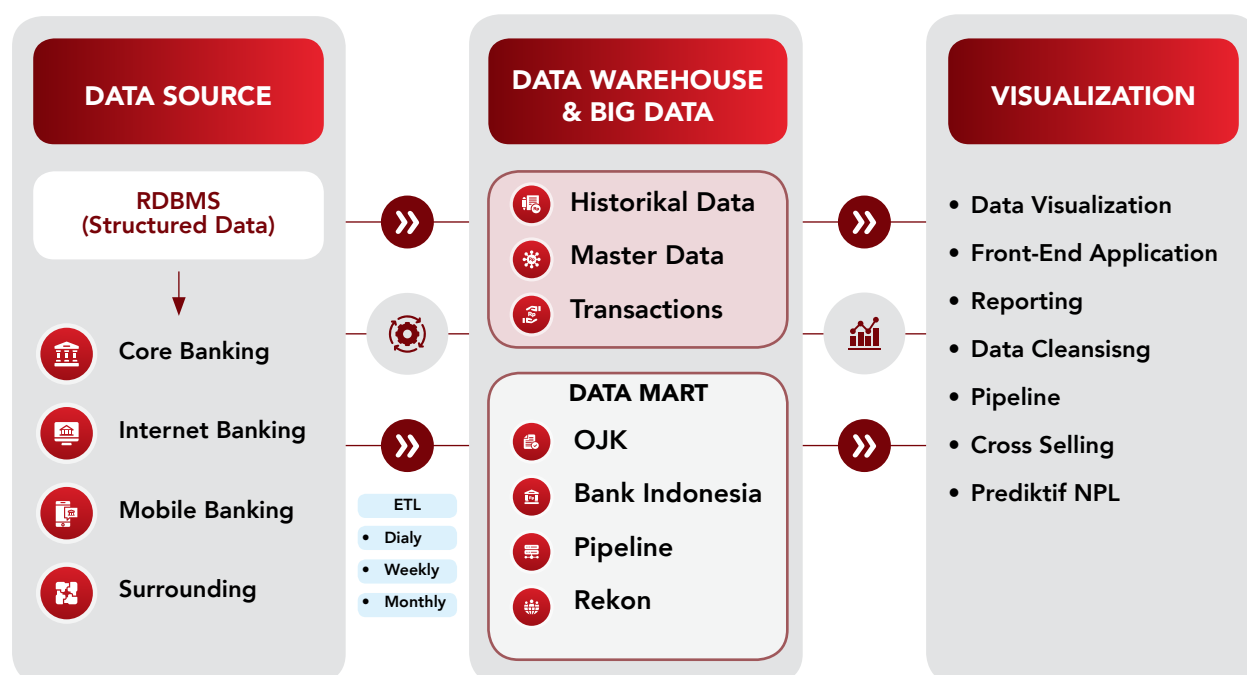 DATA SOURCE
RDBMS
(Structured Data)
Core Banking
Internet Banking
Mobile Banking
Surrounding
ETL
• Dialy
• Weekly
• Monthly
DATA WAREHOUSE
& BIG DATA
Historikal Data
Master Data
Transactions
DATA MART
OJK
Bank Indonesia
Pipeline
Rekon
VISUALIZATION
• Data Visualization
• Front-End Application
• Reporting
• Data Cleansisng
• Pipeline
• Cross Selling
• Prediktif NPL